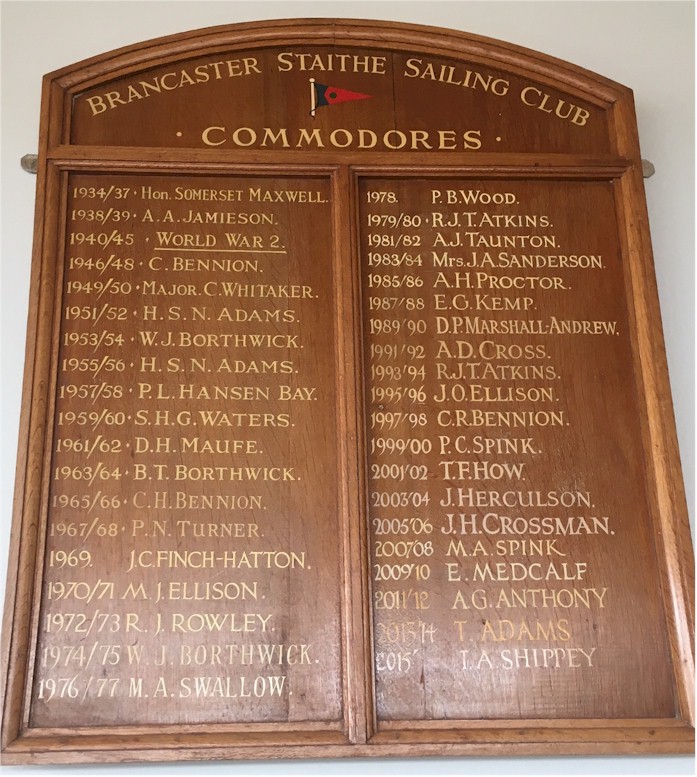 BRANCASTER STAITHE SAILING CLUB
· COMMODORES ·
1934/37 · Hon. SOMERSET MAXWELL.
1938/39 · A.A. JAMIESON.
1940/45 · WORLD WAR 2.
1946/48 · C. BENNION.
1949/50 · MAJOR. C. WHITAKER.
1951/52 · H.S.N. ADAMS.
1953/54 · W.J. BORTHWICK.
1955/56 · H.S.N. ADAMS.
1957/58 · P.L. HANSEN BAY.
1959/60 · S.H.G. WATERS.
1961/62 · D.H. MAUFE.
1963/64 · B.T. BORTHWICK.
1965/66 · C.H. BENNION.
1967/68 · P.N. TURNER.
1969. J.C. FINCH-HATTON.
1970/71 M.J. ELLISON.
1972/73 R.J. ROWLEY.
1974/75 W.J. BORTHWICK.
1976/77 M.A. SWALLOW.
1978. P.B. WOOD.
1979/80 · R.J.T. ATKINS.
1981/82 A.J. TAUNTON.
1983/84 Mrs. J.A. SANDERSON.
1985/86 A.H. PROCTOR.
1987/88 E.G. KEMP.
1989/90 D.P. MARSHALL-ANDREW.
1991/92 A.D. CROSS.
1993/94 R.J.T. ATKINS.
1995/96 J.O. ELLISON.
1997/98 C.R. BENNION.
1999/00 P.C. SPINK.
2001/02 T.F. HOW.
2003/04 J. HERCULSON.
2005/06 J.H. CROSSMAN.
2007/08 M.A. SPINK
2009/10 E. MEDCALF
2011/12 A.G. ANTHONY
2013/14 T. ADAMS
2015/ T.A. SHIPPEY